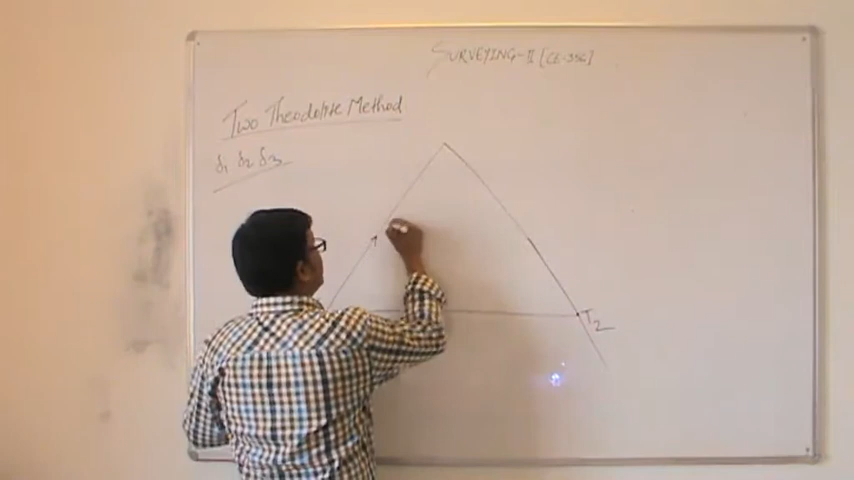 SURVEYING-II [CE-356]
Two Theodolite Method
δ1 δ2 δ3
T2